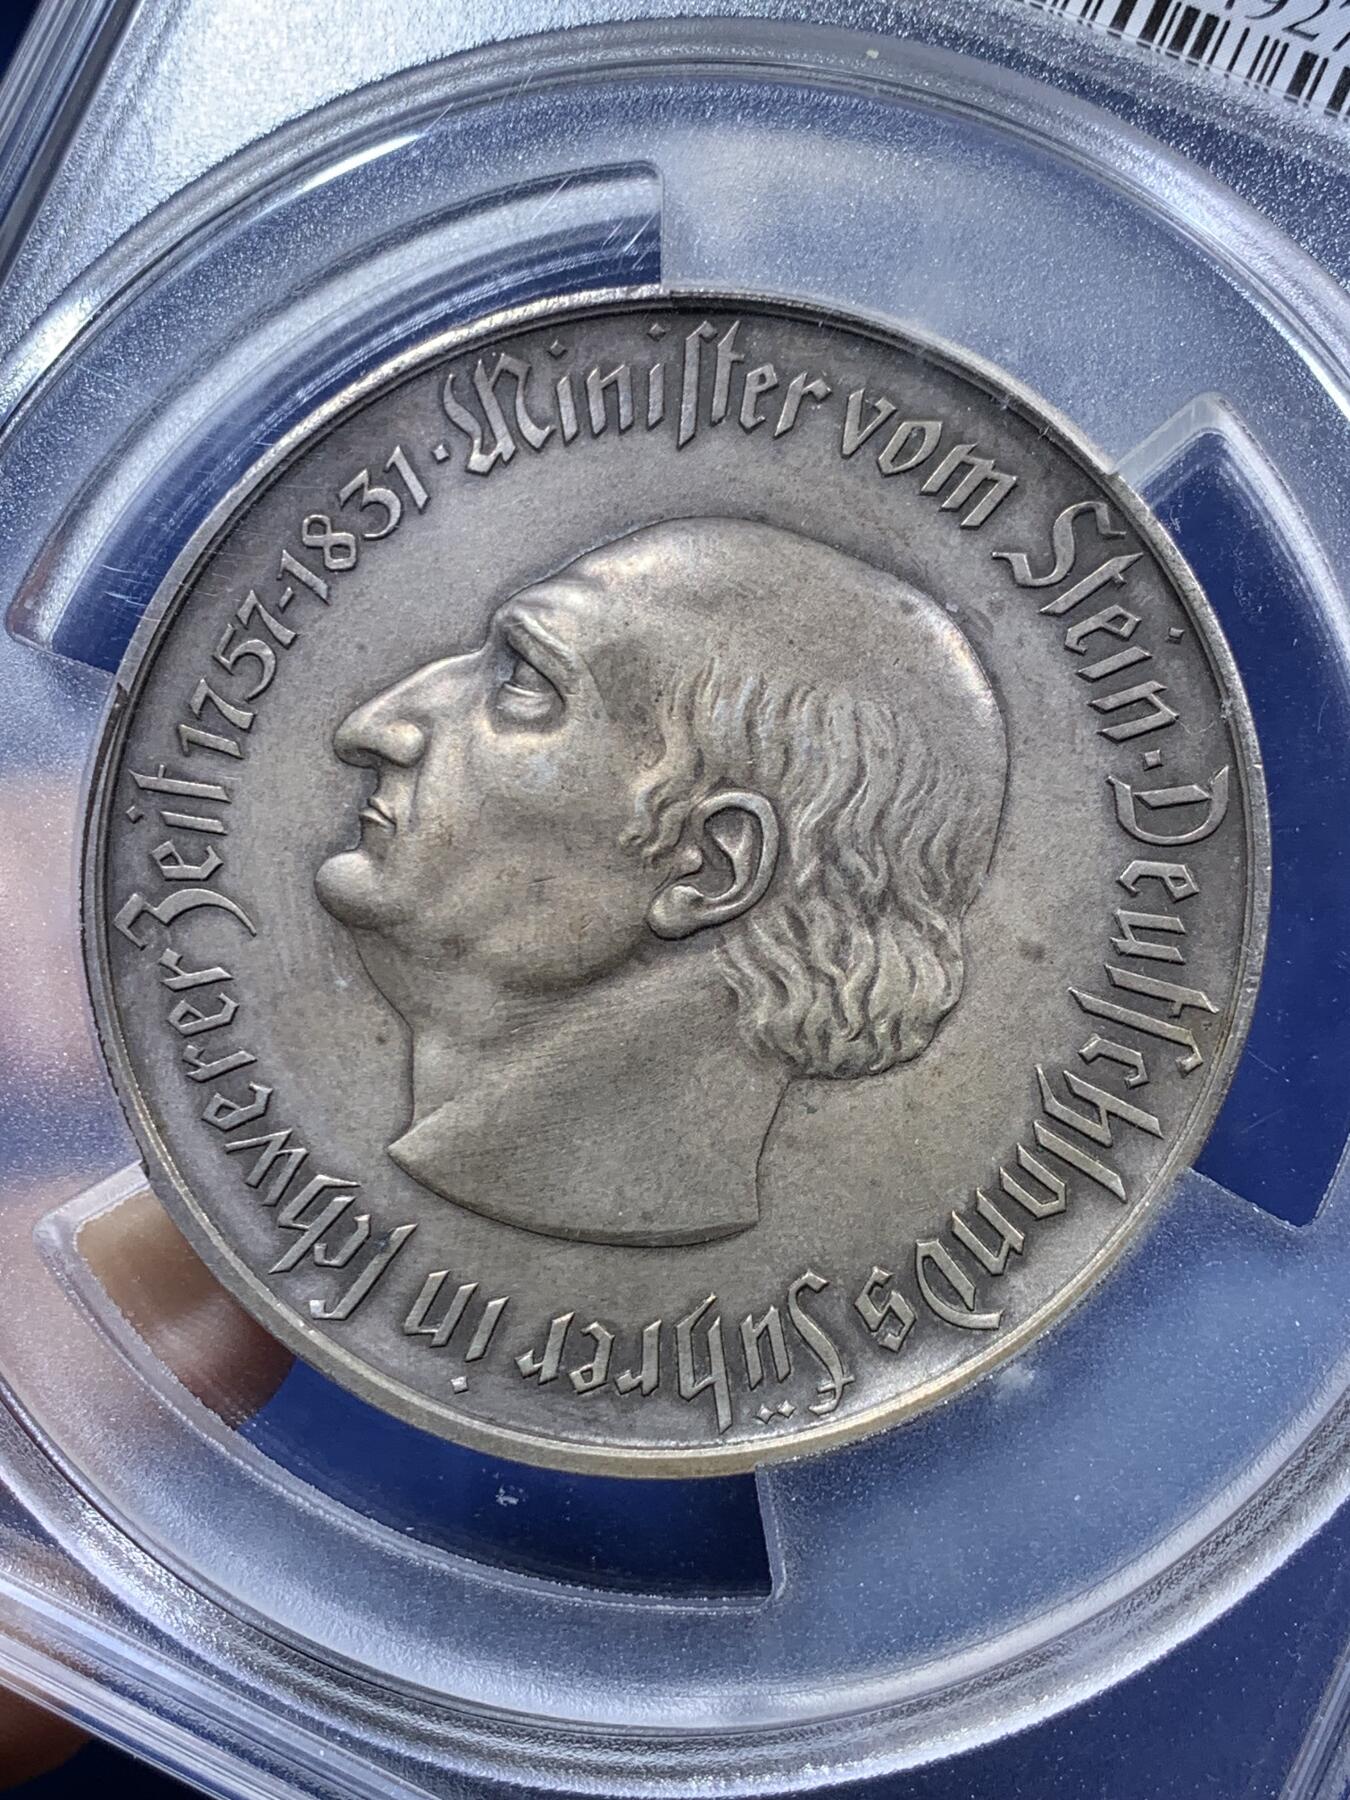 Minister vom Stein · Deutschlands Führer in schwerer Zeit 1757-1831 ·